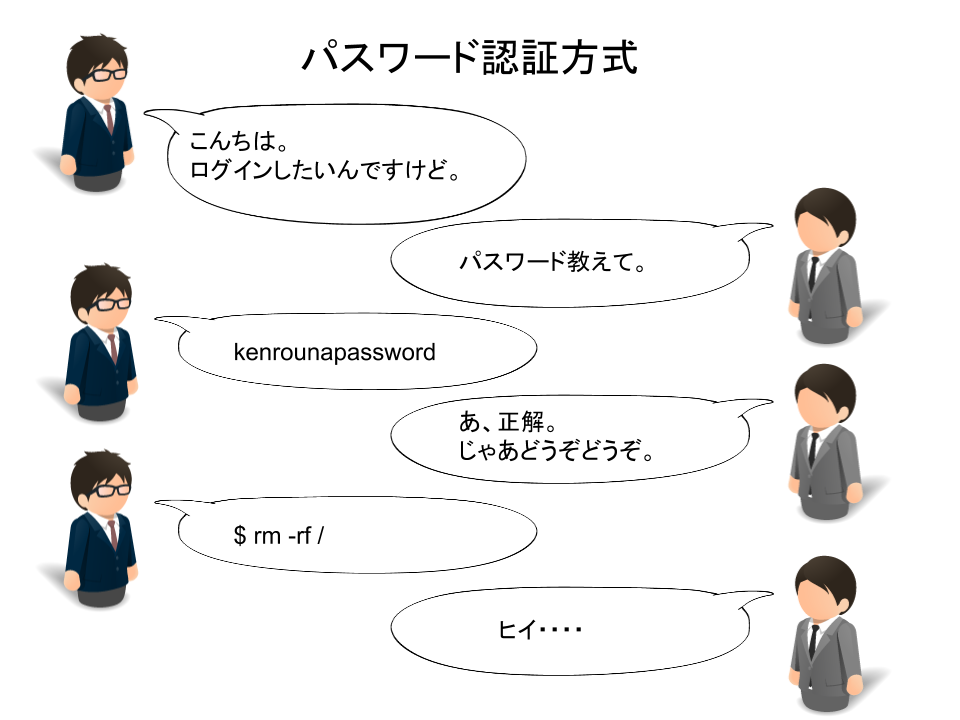 パスワード認証方式
こんちは。
ログインしたいんですけど。
パスワード教えて。
kenrounapassword
あ、正解。
じゃあどうぞどうぞ。
$ rm -rf /
ヒイ・・・・